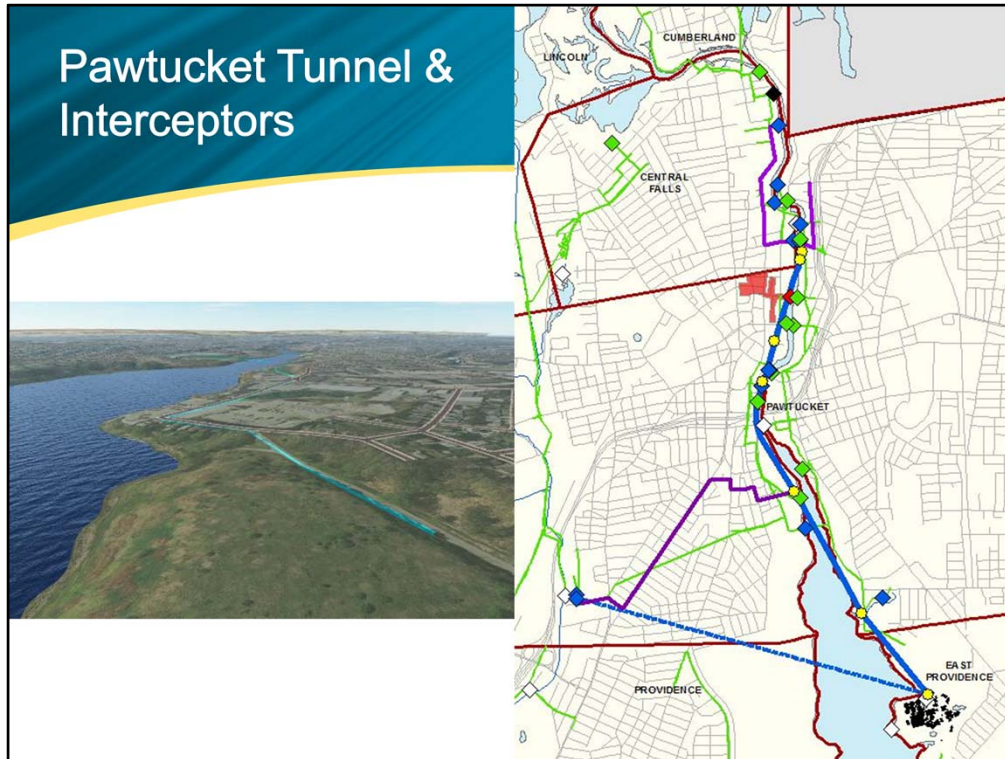 Pawtucket Tunnel &
Interceptors
CUMBERLAND
LINCOLN
CENTRAL
FALLS
PAWTUCKET
EAST
PROVIDENCE
PROVIDENCE